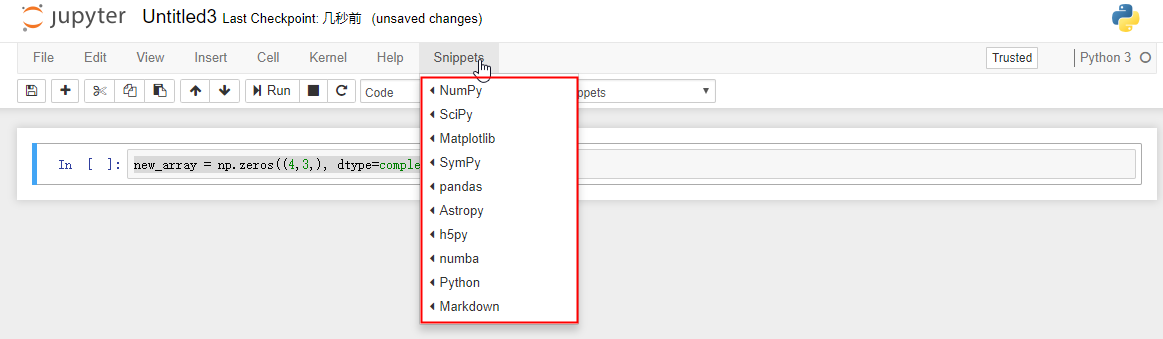 jupyter Untitled3 Last Checkpoint: 几秒前 (unsaved changes)
File Edit View Insert Cell Kernel Help Snippets Trusted Python 3
Run Code ppets
NumPy
SciPy
Matplotlib
In [ ]: new_array = np.zeros((4,3,), dtype=comple
SymPy
pandas
Astropy
h5py
numba
Python
Markdown